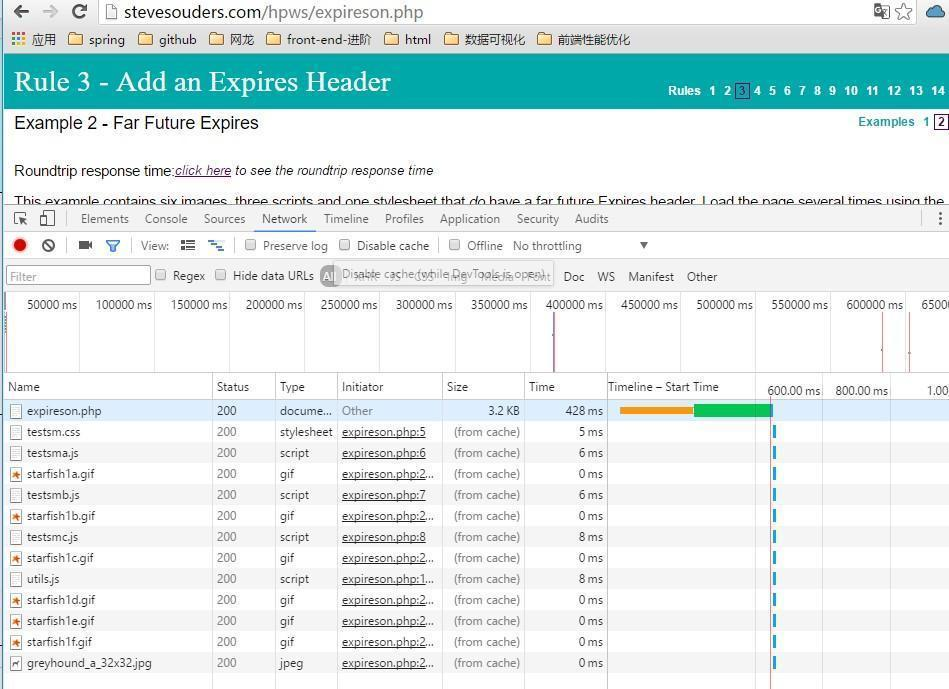 stevesouders.com/hpws/expireson.php
应用 spring github 网龙 front-end-进阶 html 数据可视化 前端性能优化
Rule 3 - Add an Expires Header
Rules 1 2 3 4 5 6 7 8 9 10 11 12 13 14
Example 2 - Far Future Expires
Examples 1 2
Roundtrip response time:click here to see the roundtrip response time
This example contains six images, three scripts and one stylesheet that do have a far future Expires header. Load the page several times using the
Elements Console Sources Network Timeline Profiles Application Security Audits
View: Preserve log Disable cache Offline No throttling
Filter Regex Hide data URLs All Disable cache (while DevTools is open) Doc WS Manifest Other
50000 ms 100000 ms 150000 ms 200000 ms 250000 ms 300000 ms 350000 ms 400000 ms 450000 ms 500000 ms 550000 ms 600000 ms 6500
Name Status Type Initiator Size Time Timeline – Start Time 600.00 ms 800.00 ms 1.00
expireson.php 200 docume... Other 3.2 KB 428 ms
testsm.css 200 stylesheet expireson.php:5 (from cache) 5 ms
testsma.js 200 script expireson.php:6 (from cache) 6 ms
starfish1a.gif 200 gif expireson.php:2... (from cache) 0 ms
testsmb.js 200 script expireson.php:7 (from cache) 6 ms
starfish1b.gif 200 gif expireson.php:2... (from cache) 0 ms
testsmc.js 200 script expireson.php:8 (from cache) 8 ms
starfish1c.gif 200 gif expireson.php:2... (from cache) 0 ms
utils.js 200 script expireson.php:1... (from cache) 8 ms
starfish1d.gif 200 gif expireson.php:2... (from cache) 0 ms
starfish1e.gif 200 gif expireson.php:2... (from cache) 0 ms
starfish1f.gif 200 gif expireson.php:2... (from cache) 0 ms
greyhound_a_32x32.jpg 200 jpeg expireson.php:2... (from cache) 0 ms